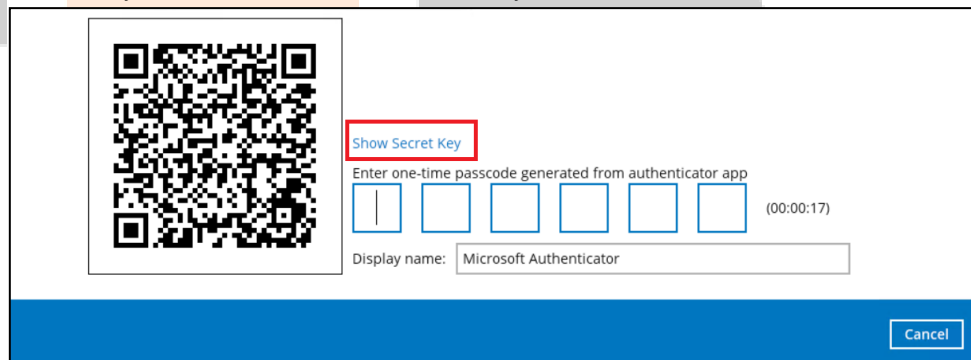 Show Secret Key
Enter one-time passcode generated from authenticator app
(00:00:17)
Display name: Microsoft Authenticator
Cancel